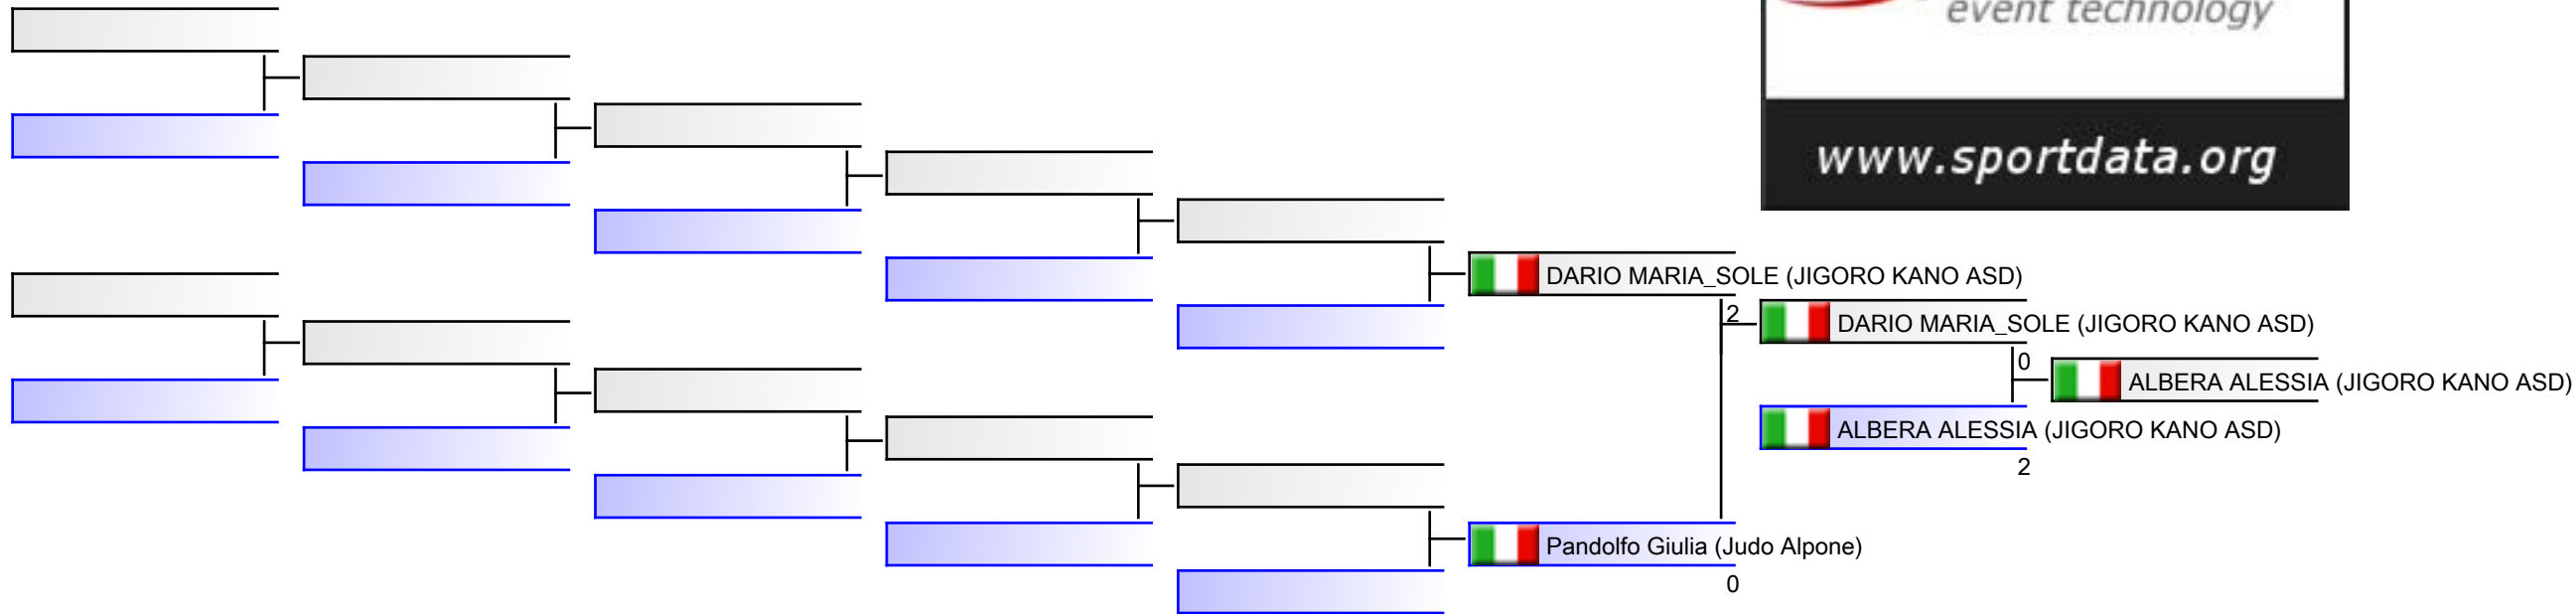 event technology
www.sportdata.org
DARIO MARIA_SOLE (JIGORO KANO ASD)
2
DARIO MARIA_SOLE (JIGORO KANO ASD)
0
ALBERA ALESSIA (JIGORO KANO ASD)
ALBERA ALESSIA (JIGORO KANO ASD)
2
Pandolfo Giulia (Judo Alpone)
0